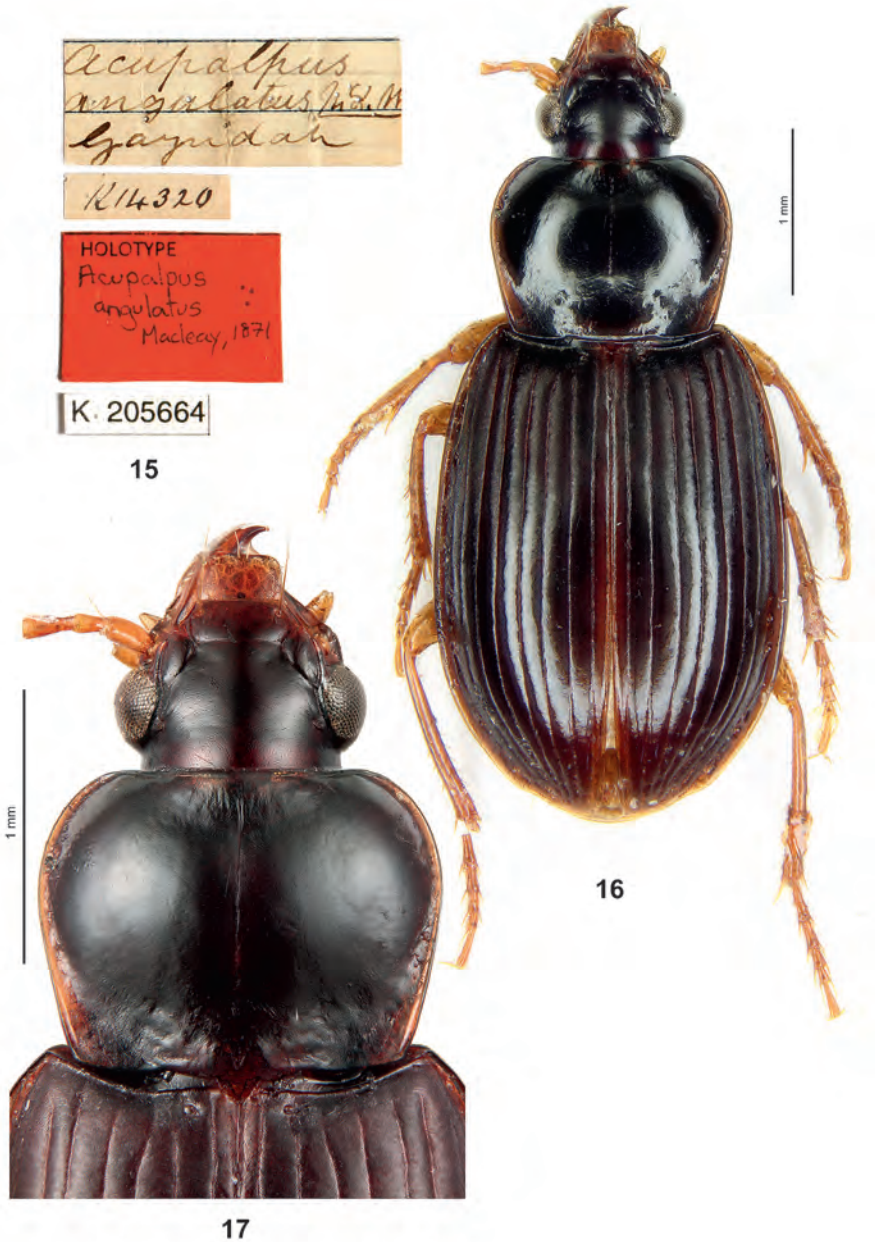 Acupalpus
angulatus
Gayndah
K14320
HOLOTYPE
Acupalpus
angulatus
Macleay, 1871
K. 205664
15
1 mm
16
1 mm
17